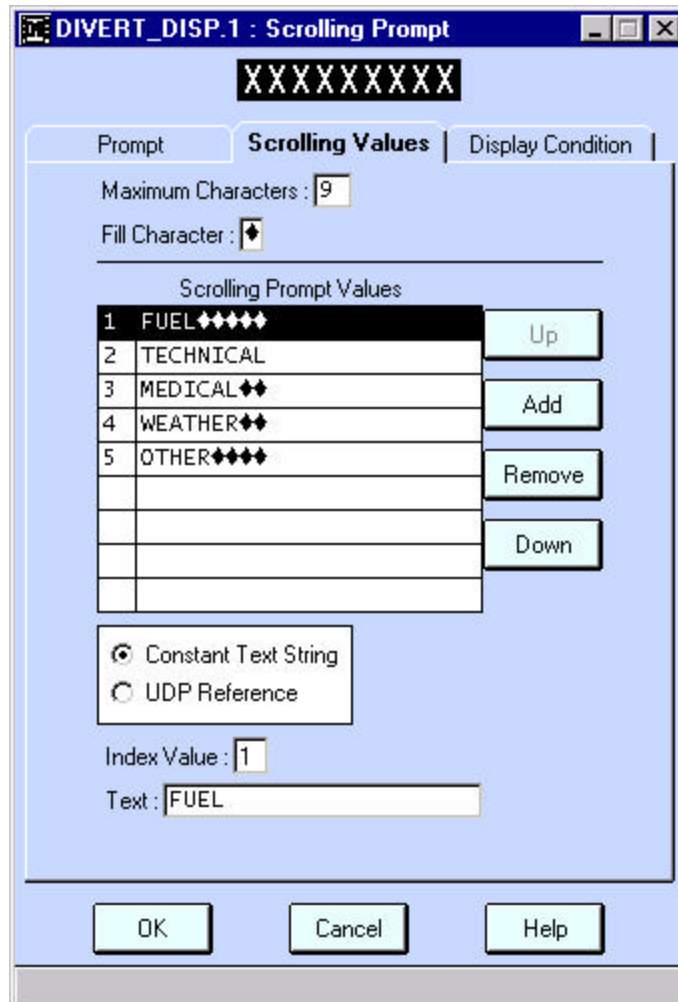 DIVERT_DISP.1 : Scrolling Prompt
XXXXXXXXX
Prompt Scrolling Values Display Condition
Maximum Characters : 9
Fill Character : ♦
Scrolling Prompt Values
1 FUEL♦♦♦♦♦
Up
2 TECHNICAL
3 MEDICAL♦♦
Add
4 WEATHER♦♦
5 OTHER♦♦♦♦
Remove
Down
Constant Text String
UDP Reference
Index Value : 1
Text : FUEL
OK Cancel Help